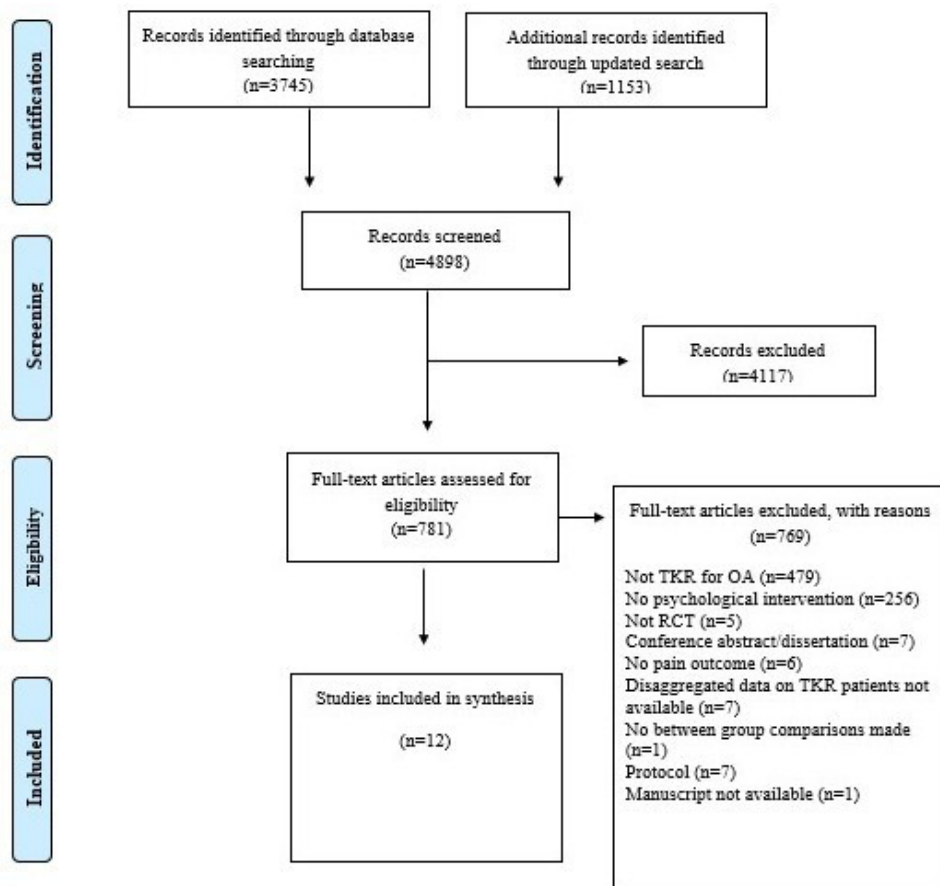 Identification
Records identified through database
searching
(n=3745)
Additional records identified
through updated search
(n=1153)
Screening
Records screened
(n=4898)
Records excluded
(n=4117)
Eligibility
Full-text articles assessed for
eligibility
(n=781)
Full-text articles excluded, with reasons
(n=769)
Not TKR for OA (n=479)
No psychological intervention (n=256)
Not RCT (n=5)
Conference abstract/dissertation (n=7)
No pain outcome (n=6)
Disaggregated data on TKR patients not
available (n=7)
No between group comparisons made
(n=1)
Protocol (n=7)
Manuscript not available (n=1)
Included
Studies included in synthesis
(n=12)